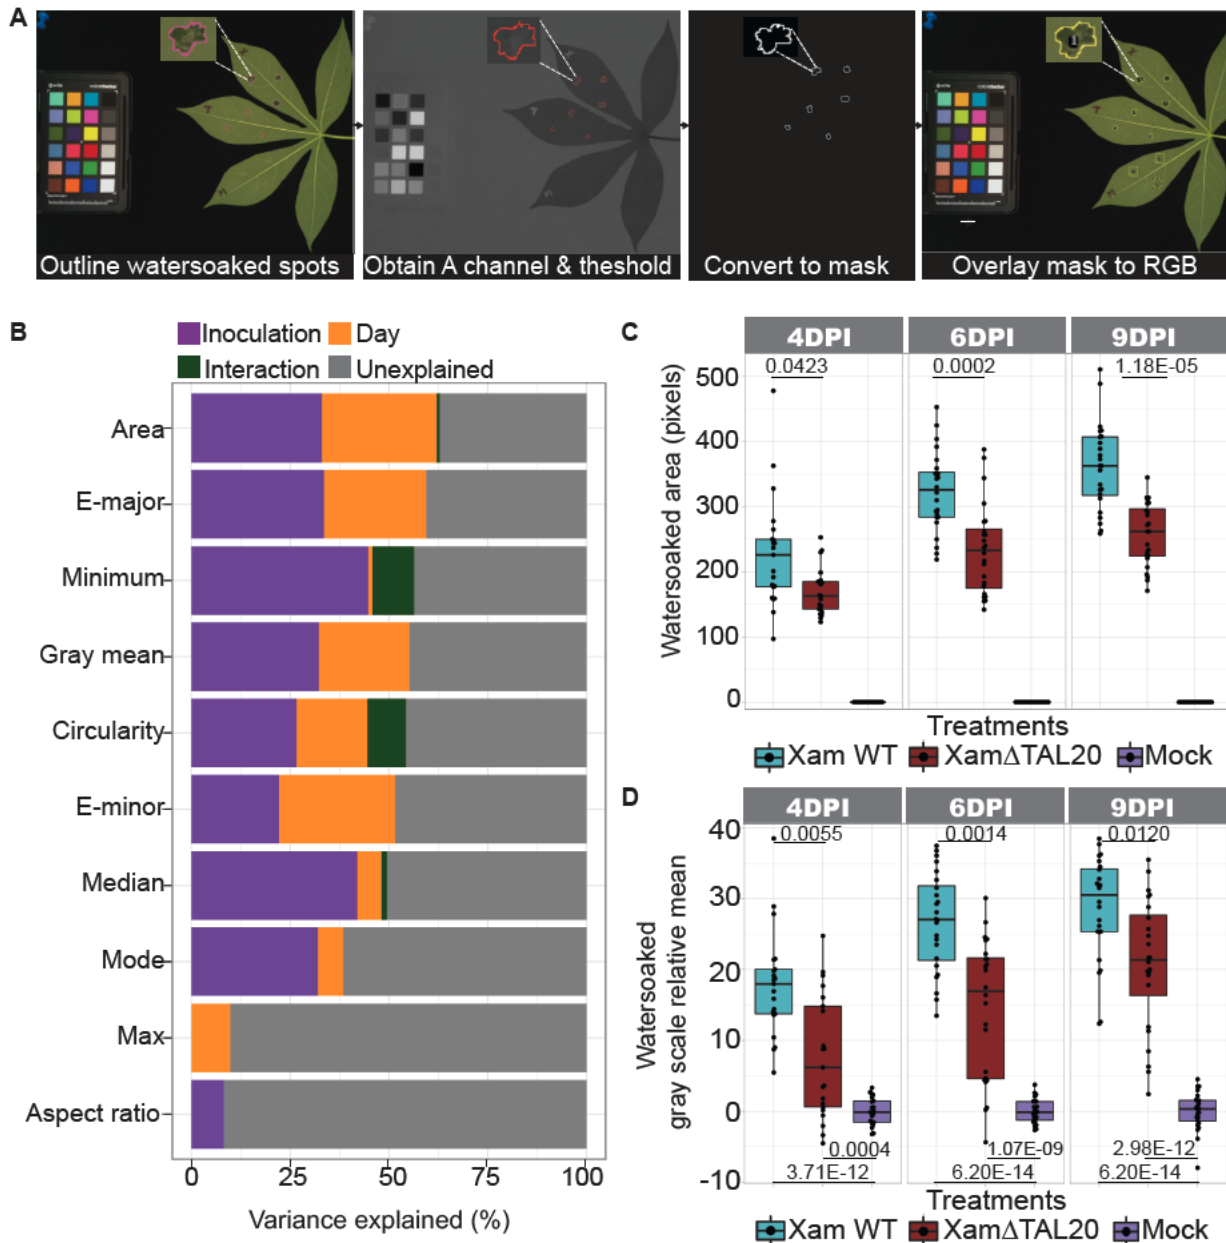 A
Outline watersoaked spots
Obtain A channel & theshold
Convert to mask
Overlay mask to RGB
B
Inoculation Day
Interaction Unexplained
Area
E-major
Minimum
Gray mean
Circularity
E-minor
Median
Mode
Max
Aspect ratio
0 25 50 75 100
Variance explained (%)
C
4DPI 6DPI 9DPI
0.0423 0.0002 1.18E-05
Watersoaked area (pixels)
500
400
300
200
100
0
Treatments
Xam WT XamΔTAL20 Mock
D
4DPI 6DPI 9DPI
0.0055 0.0014 0.0120
Watersoaked
gray scale relative mean
40
30
20
10
0
-10
0.0004 1.07E-09 2.98E-12
3.71E-12 6.20E-14 6.20E-14
Treatments
Xam WT XamΔTAL20 Mock